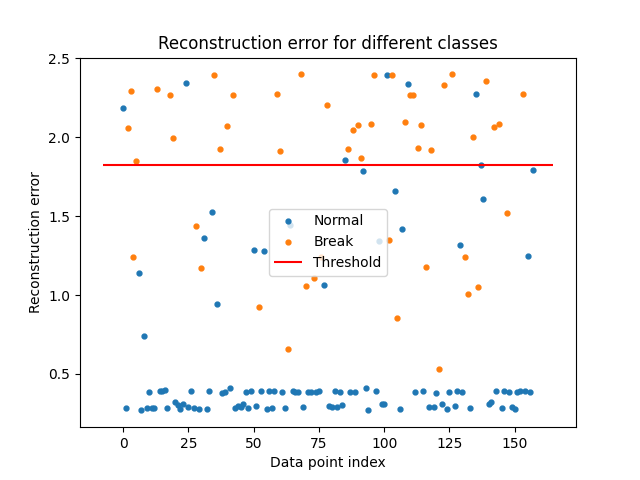 Reconstruction error for different classes
Reconstruction error
2.5
2.0
1.5
1.0
0.5
Normal
Break
Threshold
0 25 50 75 100 125 150
Data point index